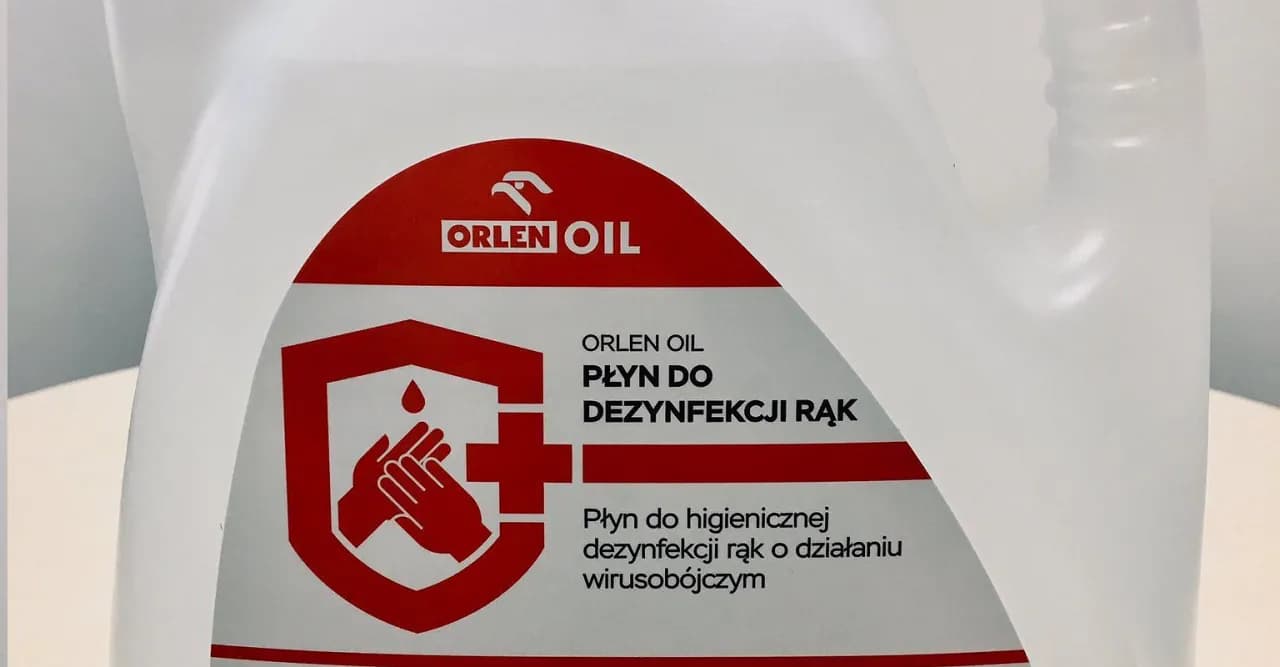 ORLEN OIL
ORLEN OIL
PŁYN DO
DEZYNFEKCJI RĄK
Płyn do higienicznej
dezynfekcji rąk o działaniu
wirusobójczym